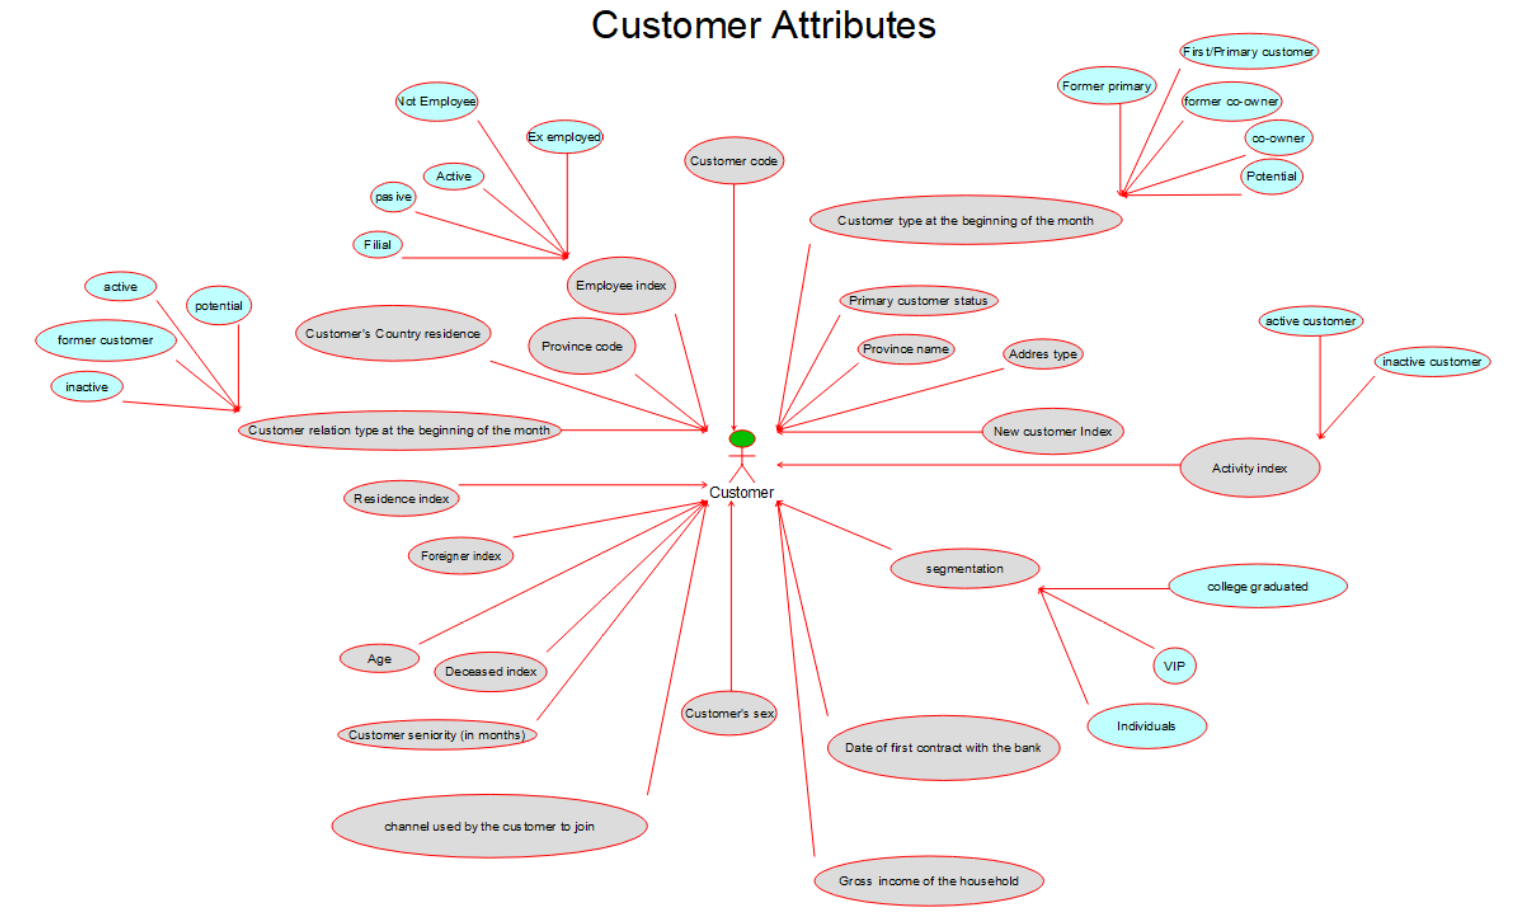 Customer Attributes
First/Primary customer
Former primary
Not Employee
former co-owner
Ex employed
co-owner
Customer code
Active
Potential
pasive
Customer type at the beginning of the month
Filial
Employee index
active
Primary customer status
potential
active customer
Customer's Country residence
former customer
Province code
Province name
Addres type
inactive customer
inactive
Customer relation type at the beginning of the month
New customer Index
Activity index
Customer
Residence index
Foreigner index
segmentation
college graduated
Age
VIP
Deceased index
Customer's sex
Individuals
Customer seniority (in months)
Date of first contract with the bank
channel used by the customer to join
Gross income of the household